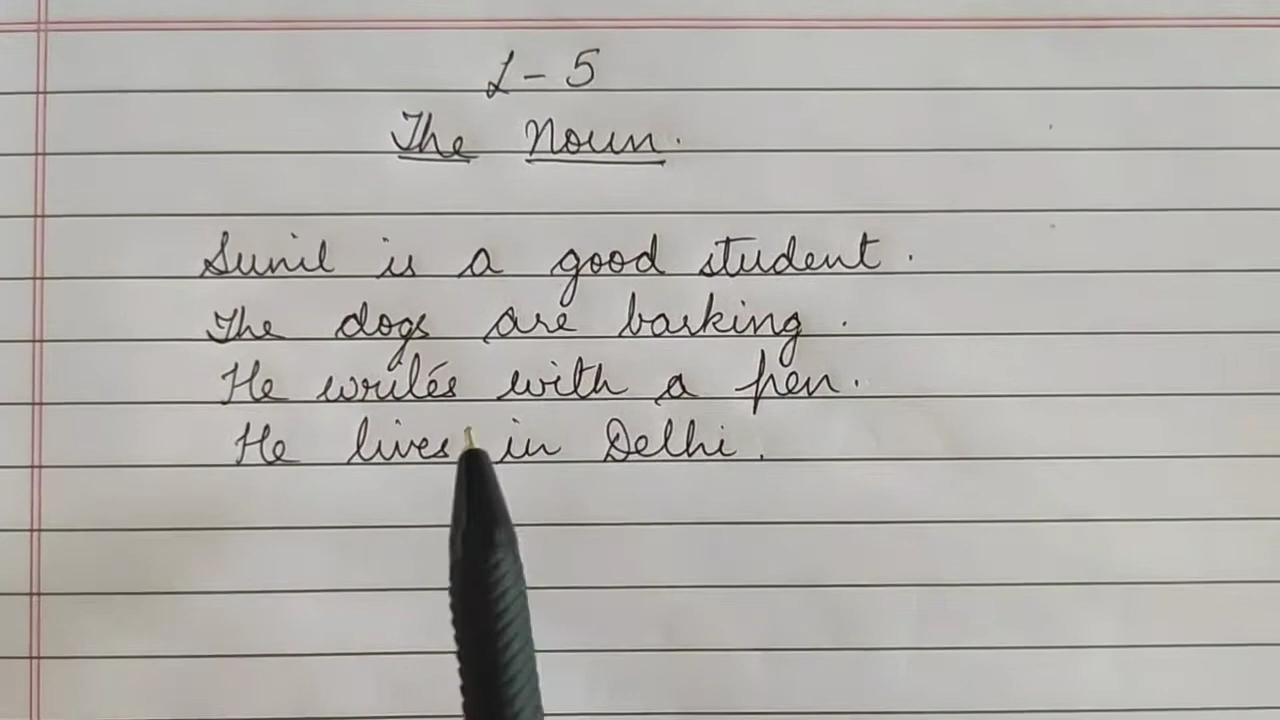 L - 5
The Noun.
Sunil is a good student.
The dogs are barking.
He writes with a pen.
He lives in Delhi.